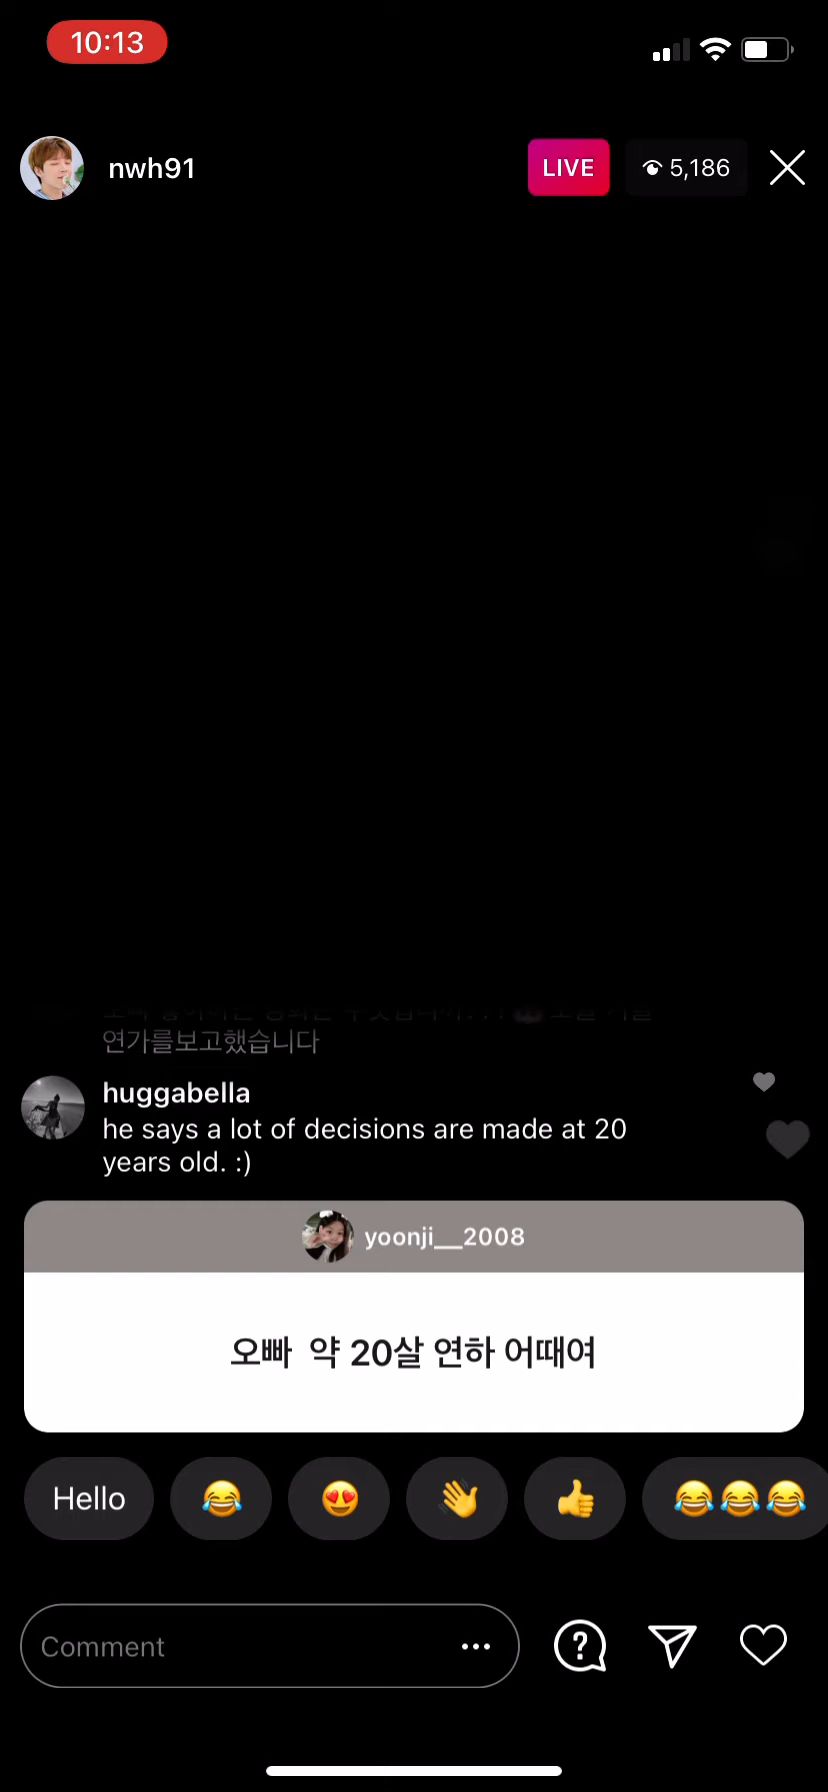 10:13
nwh91
LIVE
5,186
연가를보고했습니다
huggabella
he says a lot of decisions are made at 20
years old. :)
yoonji__2008
오빠 약 20살 연하 어때여
Hello
Comment